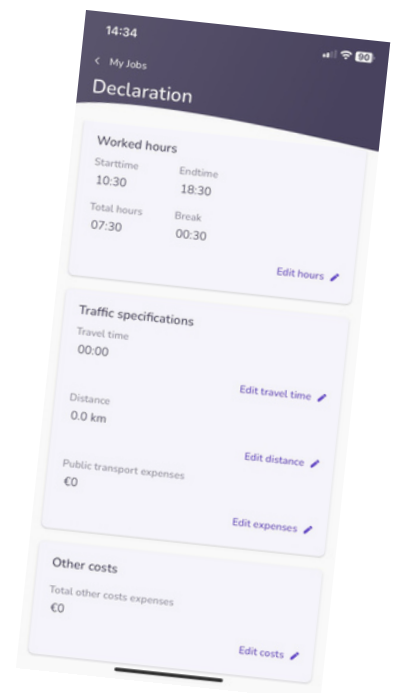 14:34
90
My Jobs
Declaration
Worked hours
Starttime Endtime
10:30 18:30
Total hours Break
07:30 00:30
Edit hours
Traffic specifications
Travel time
00:00
Edit travel time
Distance
0.0 km
Edit distance
Public transport expenses
€0
Edit expenses
Other costs
Total other costs expenses
€0
Edit costs